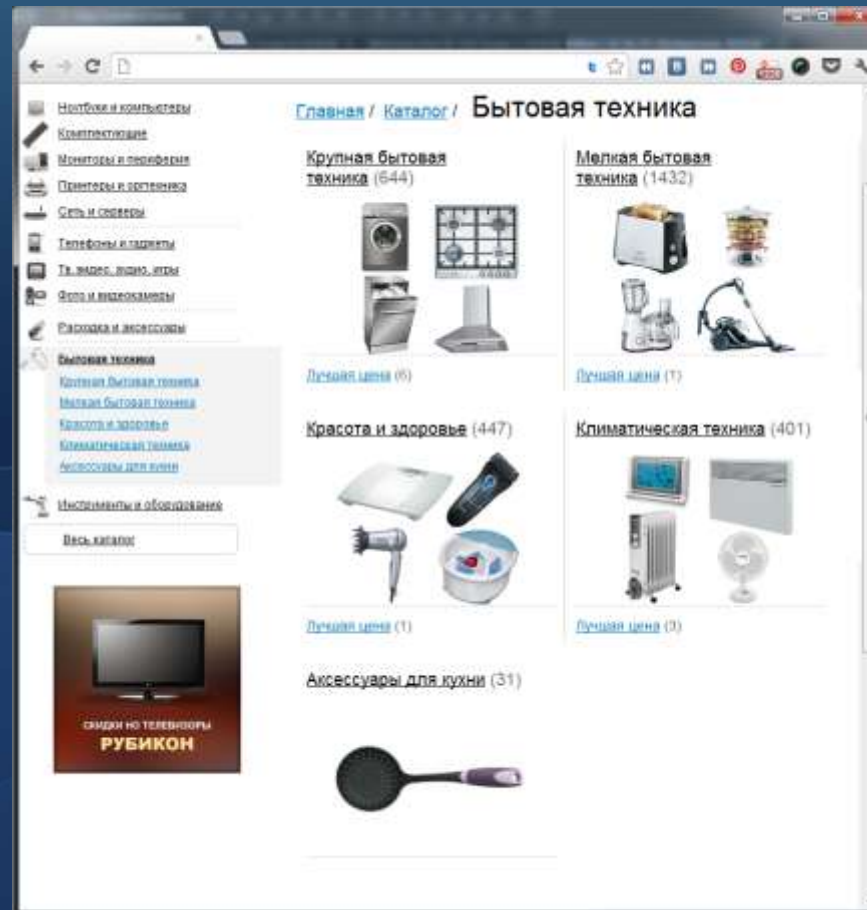 Ноутбуки и компьютеры
Комплектующие
Мониторы и периферия
Принтеры и оргтехника
Сеть и серверы
Телефоны и гаджеты
Тв, видео, аудио, игры
Фото и видеокамеры
Расходка и аксессуары
Бытовая техника
Крупная бытовая техника
Мелкая бытовая техника
Красота и здоровье
Климатическая техника
Аксессуары для кухни
Инструменты и оборудование
Весь каталог
СКИДКИ НО ТЕЛЕВИЗОРЫ
РУБИКОН
Главная / Каталог / Бытовая техника
Крупная бытовая
техника (644)
Лучшая цена (6)
Мелкая бытовая
техника (1432)
Лучшая цена (1)
Красота и здоровье (447)
Лучшая цена (1)
Климатическая техника (401)
Лучшая цена (3)
Аксессуары для кухни (31)